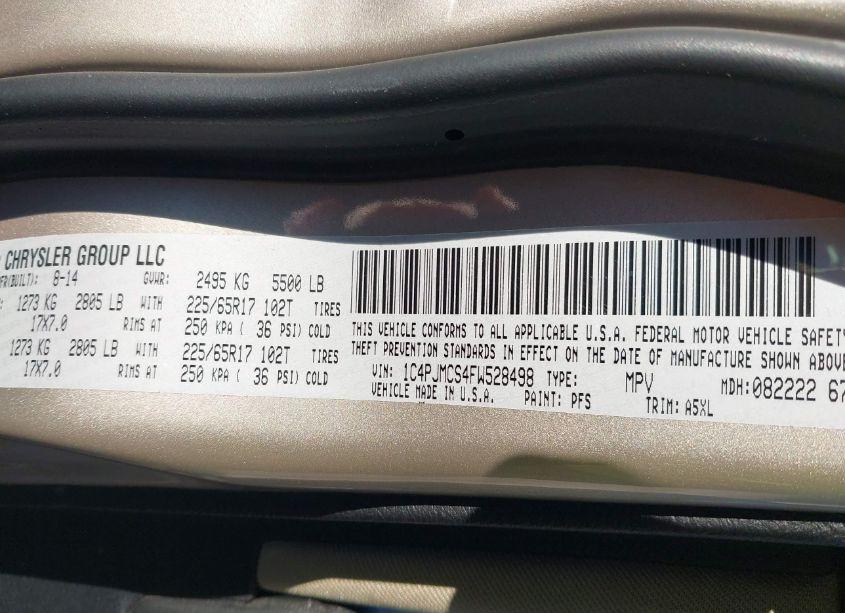 CHRYSLER GROUP LLC
(BUILT): 8-14 GVWR: 2495 KG 5500 LB
1273 KG 2805 LB WITH 225/65R17 102T TIRES
17X7.0 RIMS AT 250 KPA ( 36 PSI) COLD
1273 KG 2805 LB WITH 225/65R17 102T TIRES
17X7.0 RIMS AT 250 KPA ( 36 PSI) COLD
THIS VEHICLE CONFORMS TO ALL APPLICABLE U.S.A. FEDERAL MOTOR VEHICLE SAFETY
THEFT PREVENTION STANDARDS IN EFFECT ON THE DATE OF MANUFACTURE SHOWN ABOVE
VIN: 1C4PJMCS4FW528498 TYPE: MPV MDH: 082222 67
VEHICLE MADE IN U.S.A. PAINT: PFS TRIM: A5XL